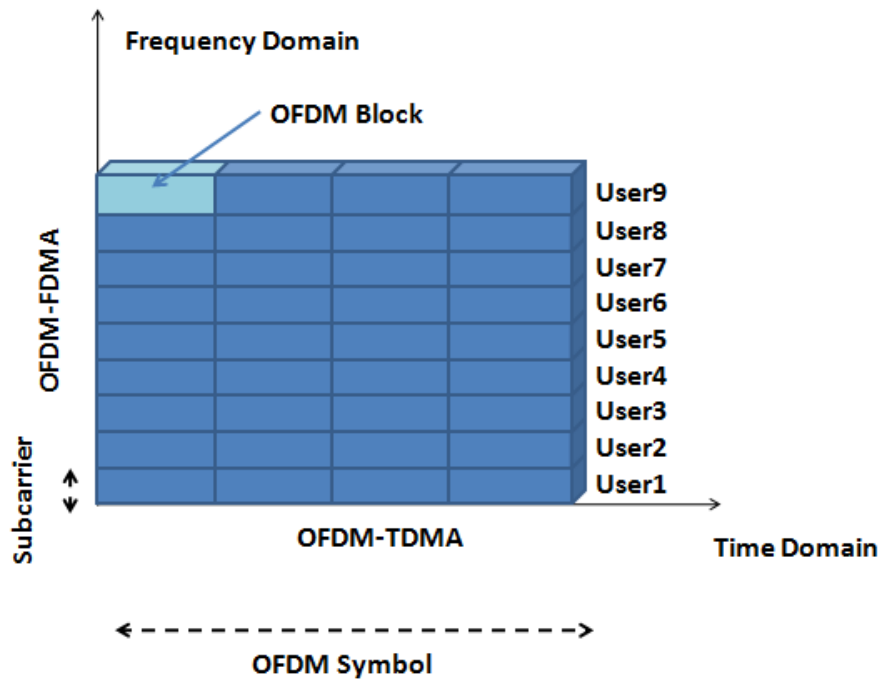 Frequency Domain
OFDM Block
User9
User8
User7
User6
User5
User4
User3
User2
User1
OFDM-FDMA
Subcarrier
OFDM-TDMA
Time Domain
OFDM Symbol